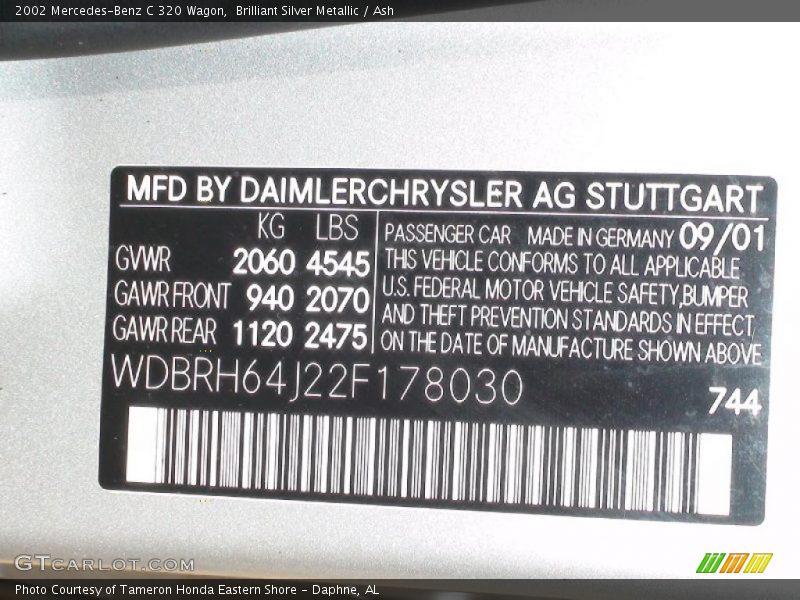 2002 Mercedes-Benz C 320 Wagon,  Brilliant Silver Metallic / Ash
MFD BY DAIMLERCHRYSLER AG STUTTGART
KG LBS
GVWR 2060 4545
GAWR FRONT 940 2070
GAWR REAR 1120 2475
PASSENGER CAR MADE IN GERMANY 09/01
THIS VEHICLE CONFORMS TO ALL APPLICABLE
U.S. FEDERAL MOTOR VEHICLE SAFETY,BUMPER
AND THEFT PREVENTION STANDARDS IN EFFECT
ON THE DATE OF MANUFACTURE SHOWN ABOVE
WDBRH64J22F178030
744
GTCARLOT.COM
Photo Courtesy of Tameron Honda Eastern Shore - Daphne, AL